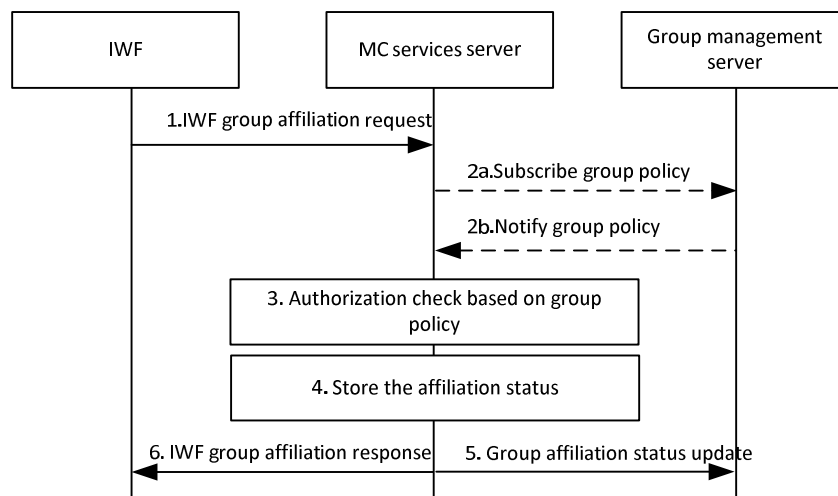 IWF
MC services server
Group management
server
1.IWF group affiliation request
2a.Subscribe group policy
2b.Notify group policy
3. Authorization check based on group
policy
4. Store the affiliation status
6. IWF group affiliation response
5. Group affiliation status update